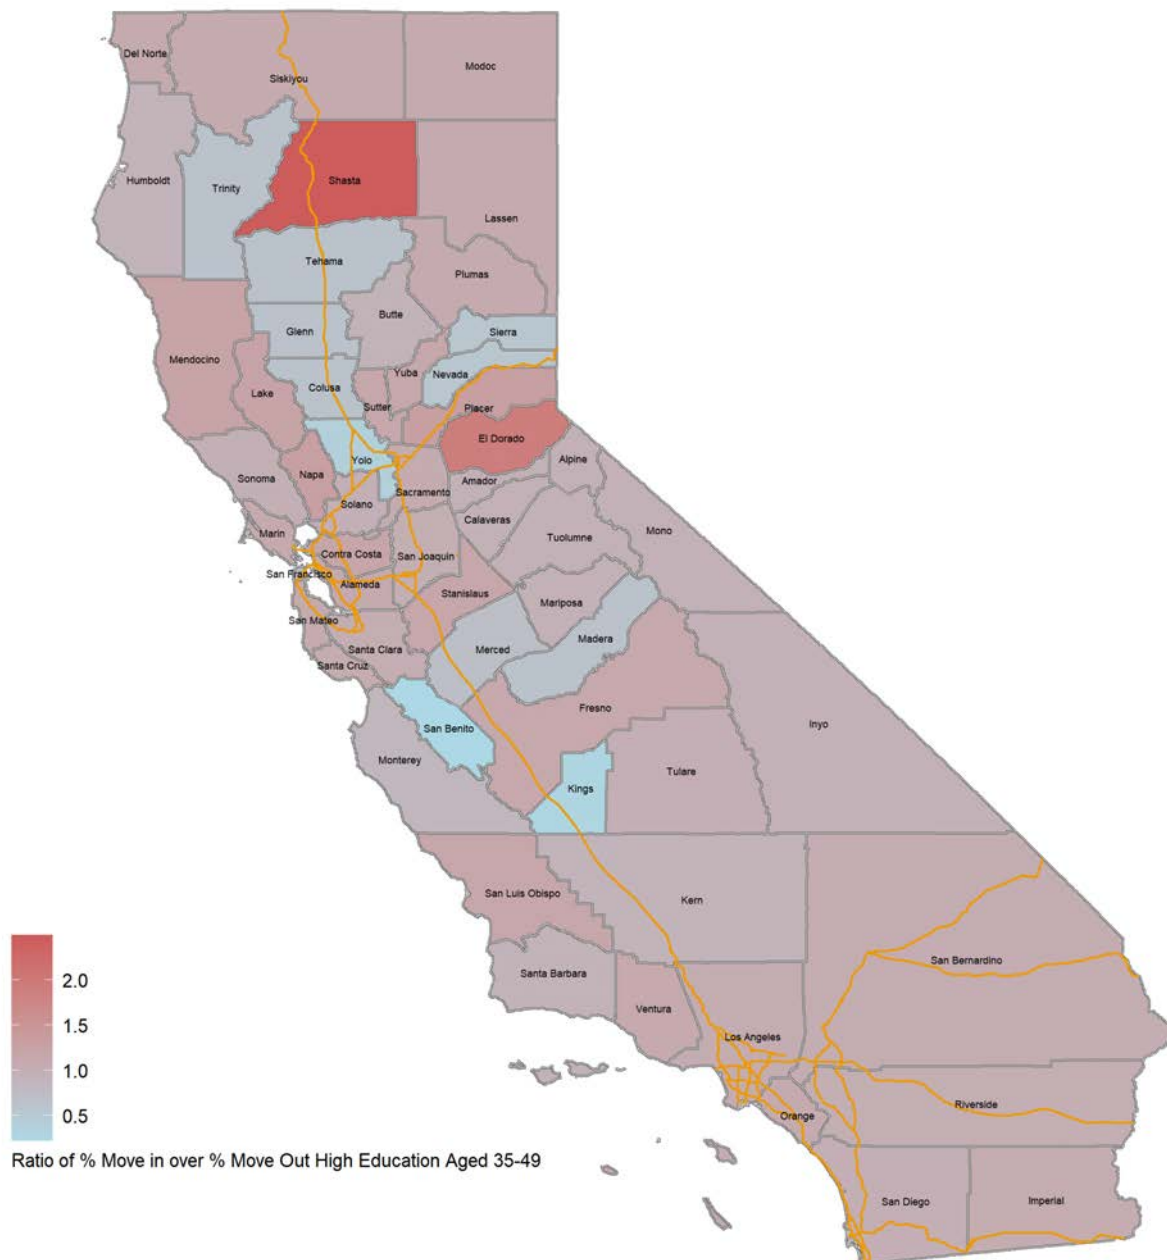 Del Norte
Siskiyou
Modoc
Humboldt
Trinity
Shasta
Lassen
Tehama
Plumas
Butte
Glenn
Sierra
Mendocino
Nevada
Yuba
Colusa
Lake
Sutter
Placer
El Dorado
Yolo
Alpine
Napa
Sonoma
Amador
Sacramento
Solano
Calaveras
Mono
Marin
Tuolumne
Contra Costa
San Joaquin
San Francisco
Alameda
Stanislaus
Mariposa
San Mateo
Madera
Santa Clara
Merced
Santa Cruz
Fresno
Inyo
San Benito
Monterey
Tulare
Kings
San Luis Obispo
Kern
San Bernardino
Santa Barbara
Ventura
Los Angeles
Riverside
Orange
San Diego
Imperial
2.0
1.5
1.0
0.5
Ratio of % Move in over % Move Out High Education Aged 35-49